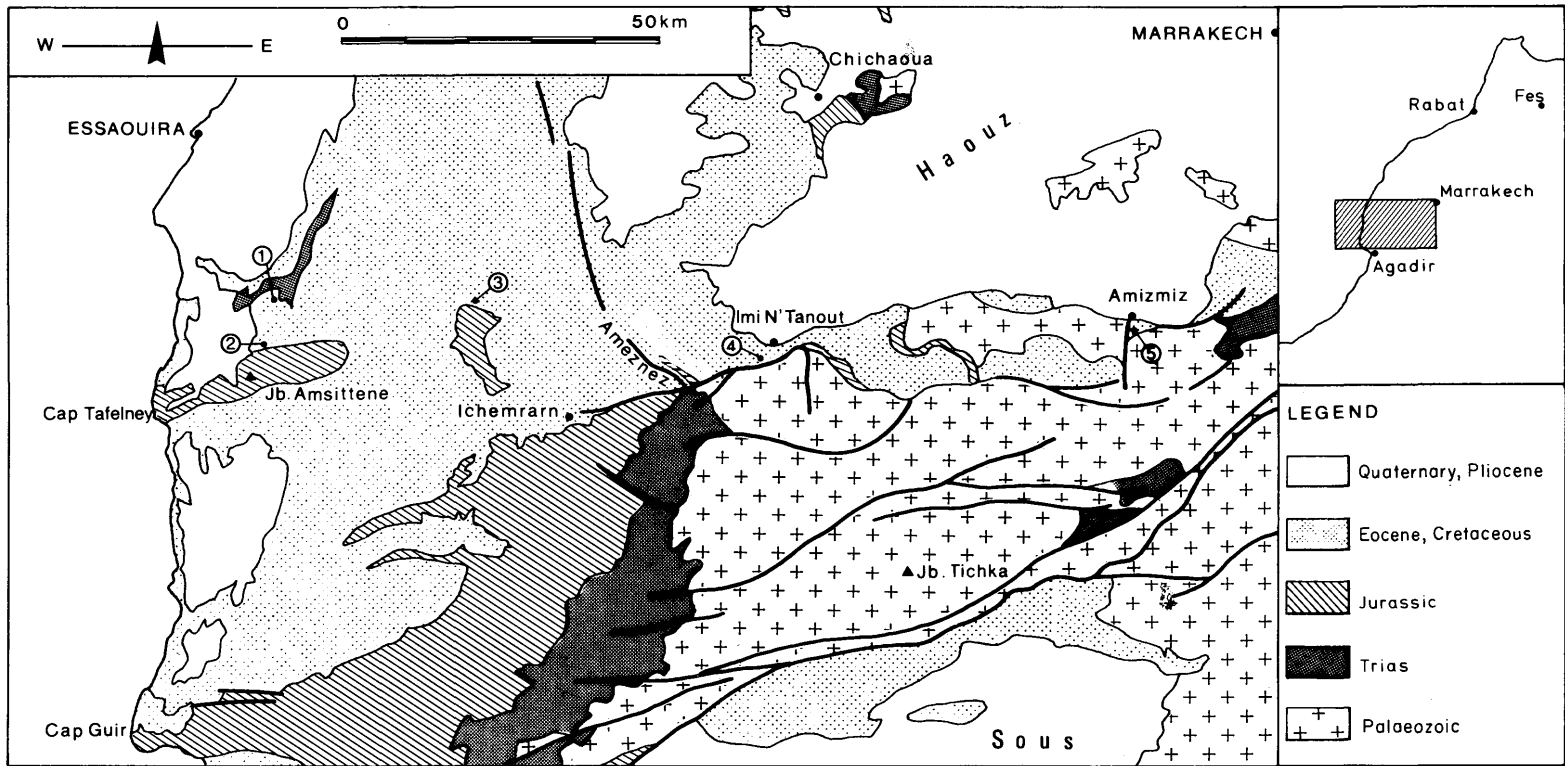 0 50km
W E
MARRAKECH
Chichaoua
ESSAOUIRA
Haouz
Rabat
Fes
Marrakech
Agadir
1
3
Imi N'Tanout
Amizmiz
2
4
5
Ameznez
Jb. Amsittene
Cap Tafelney
Ichemrarn
LEGEND
Quaternary, Pliocene
Eocene, Cretaceous
Jb. Tichka
Jurassic
Trias
Cap Guir
Sous
Palaeozoic